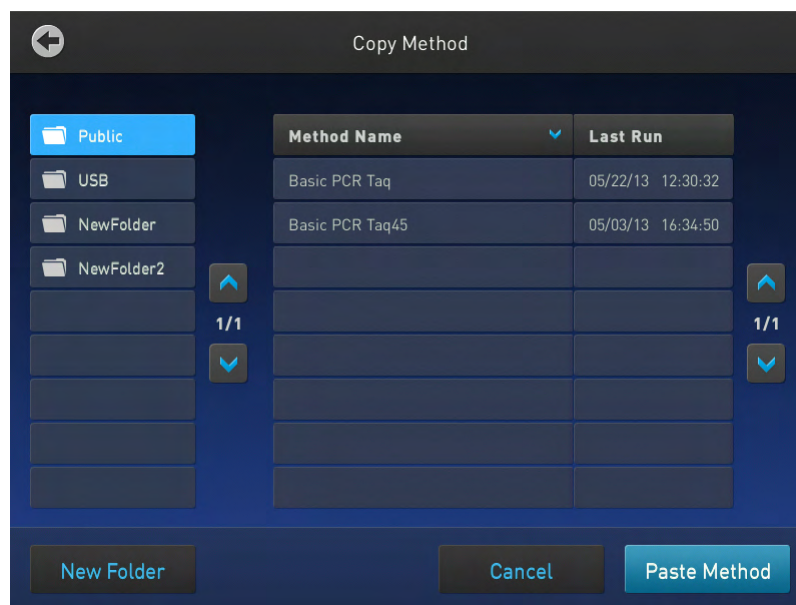 Copy Method
Public
USB
NewFolder
NewFolder2
1/1
Method Name Last Run
Basic PCR Taq 05/22/13 12:30:32
Basic PCR Taq45 05/03/13 16:34:50
1/1
New Folder Cancel Paste Method